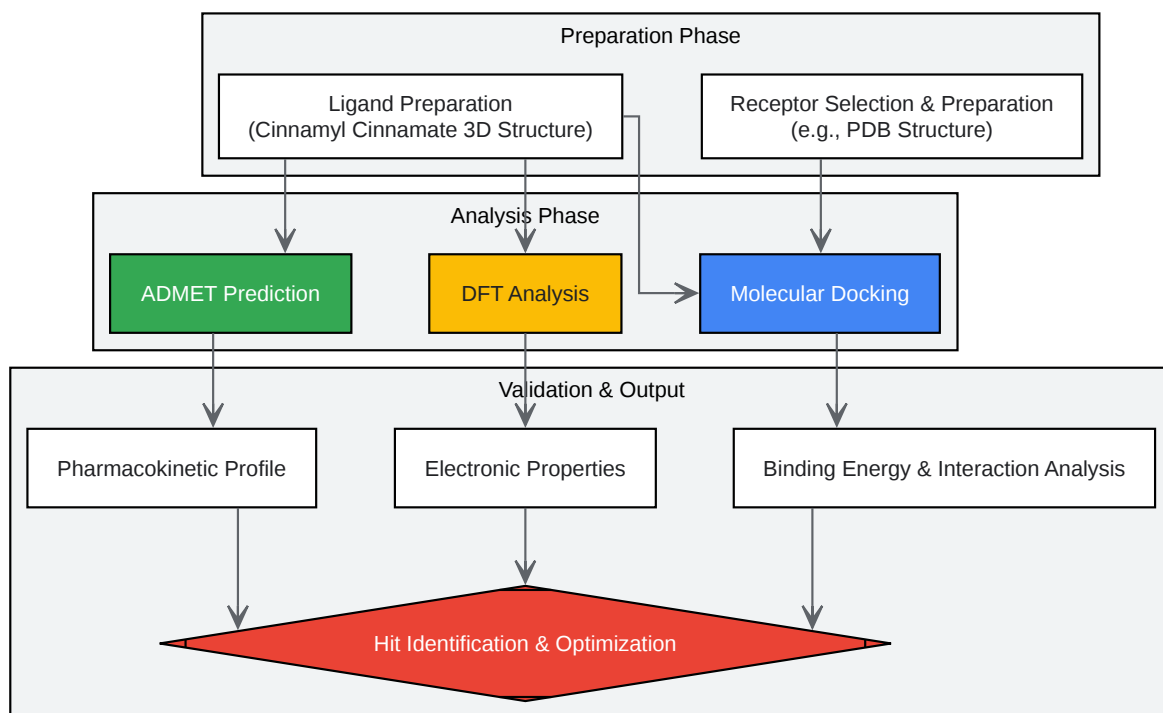 Preparation Phase
Ligand Preparation
(Cinnamyl Cinnamate 3D Structure)
Receptor Selection & Preparation
(e.g., PDB Structure)
Analysis Phase
ADMET Prediction
DFT Analysis
Molecular Docking
Validation & Output
Pharmacokinetic Profile
Electronic Properties
Binding Energy & Interaction Analysis
Hit Identification & Optimization